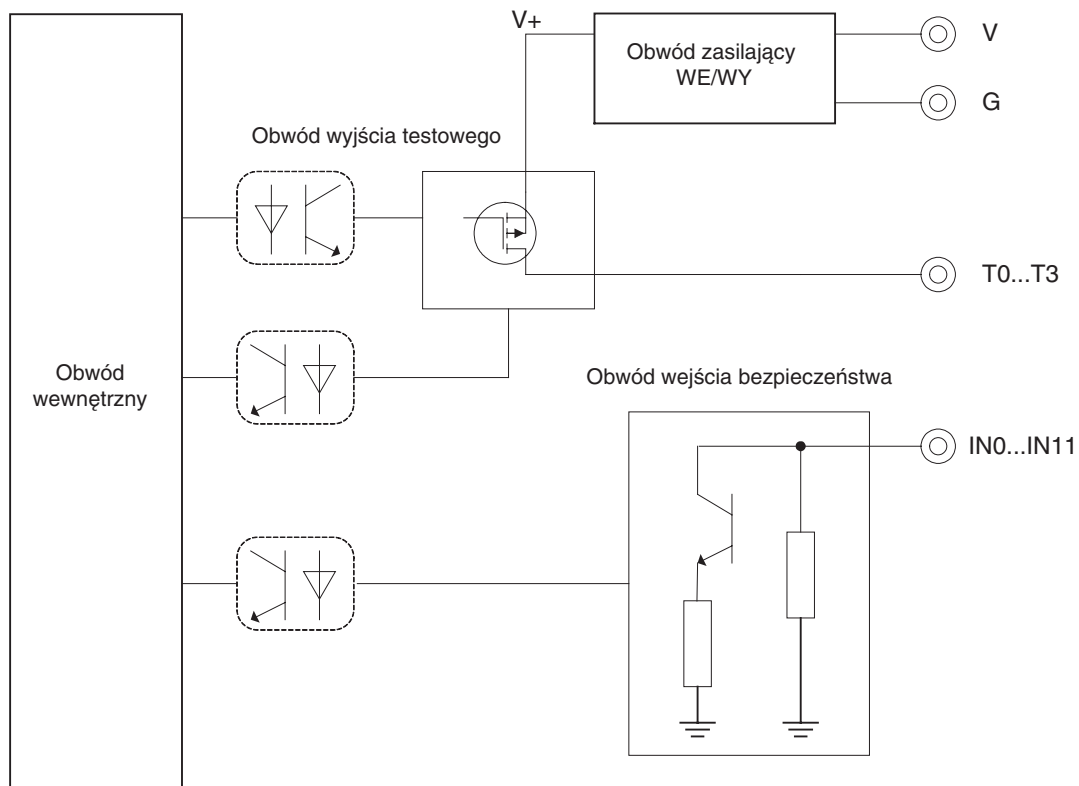 V+
Obwód zasilający
WE/WY
V
G
Obwód wyjścia testowego
T0...T3
Obwód
wewnętrzny
Obwód wejścia bezpieczeństwa
IN0...IN11